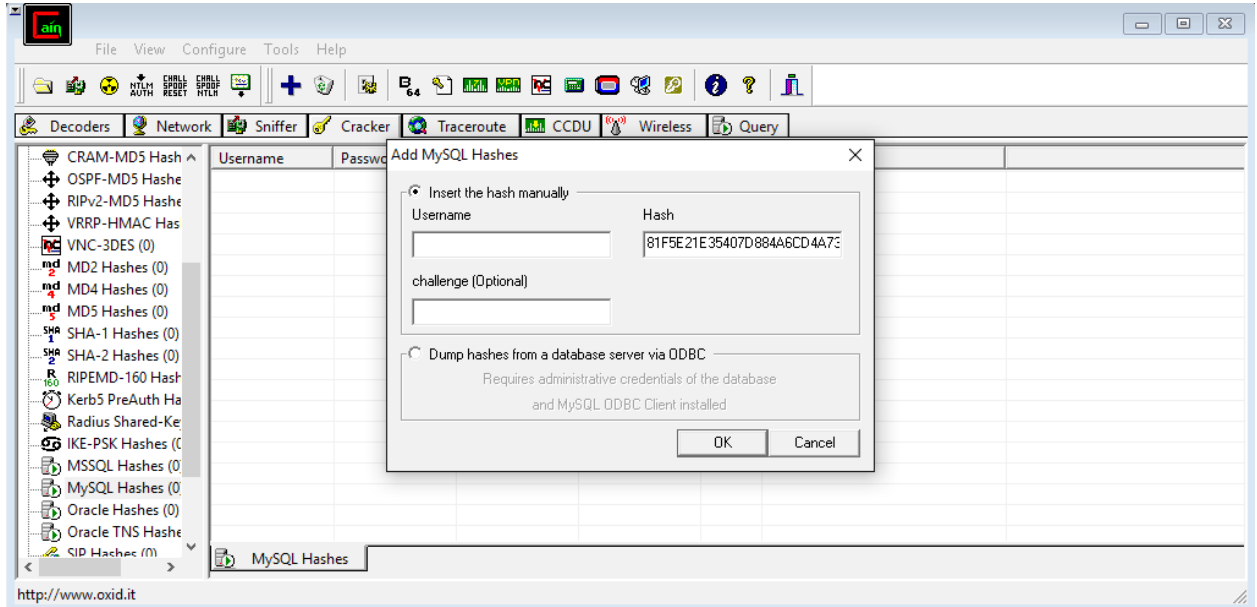 Cain
File View Configure Tools Help
NTLM AUTH CHALL SPOOF RESET CHALL SPOOF NTLM B64
Decoders Network Sniffer Cracker Traceroute CCDU Wireless Query
CRAM-MD5 Hash
OSPF-MD5 Hashe
RIPv2-MD5 Hashe
VRRP-HMAC Has
VNC-3DES (0)
MD2 Hashes (0)
MD4 Hashes (0)
MD5 Hashes (0)
SHA-1 Hashes (0)
SHA-2 Hashes (0)
RIPEMD-160 Hash
Kerb5 PreAuth Ha
Radius Shared-Ke
IKE-PSK Hashes (0
MSSQL Hashes (0
MySQL Hashes (0
Oracle Hashes (0)
Oracle TNS Hashe
SIP Hashes (0)
Username Passwo
Add MySQL Hashes
Insert the hash manually
Username Hash
81F5E21E35407D884A6CD4A73
challenge (Optional)
Dump hashes from a database server via ODBC
Requires administrative credentials of the database
and MySQL ODBC Client installed
OK Cancel
MySQL Hashes
http://www.oxid.it